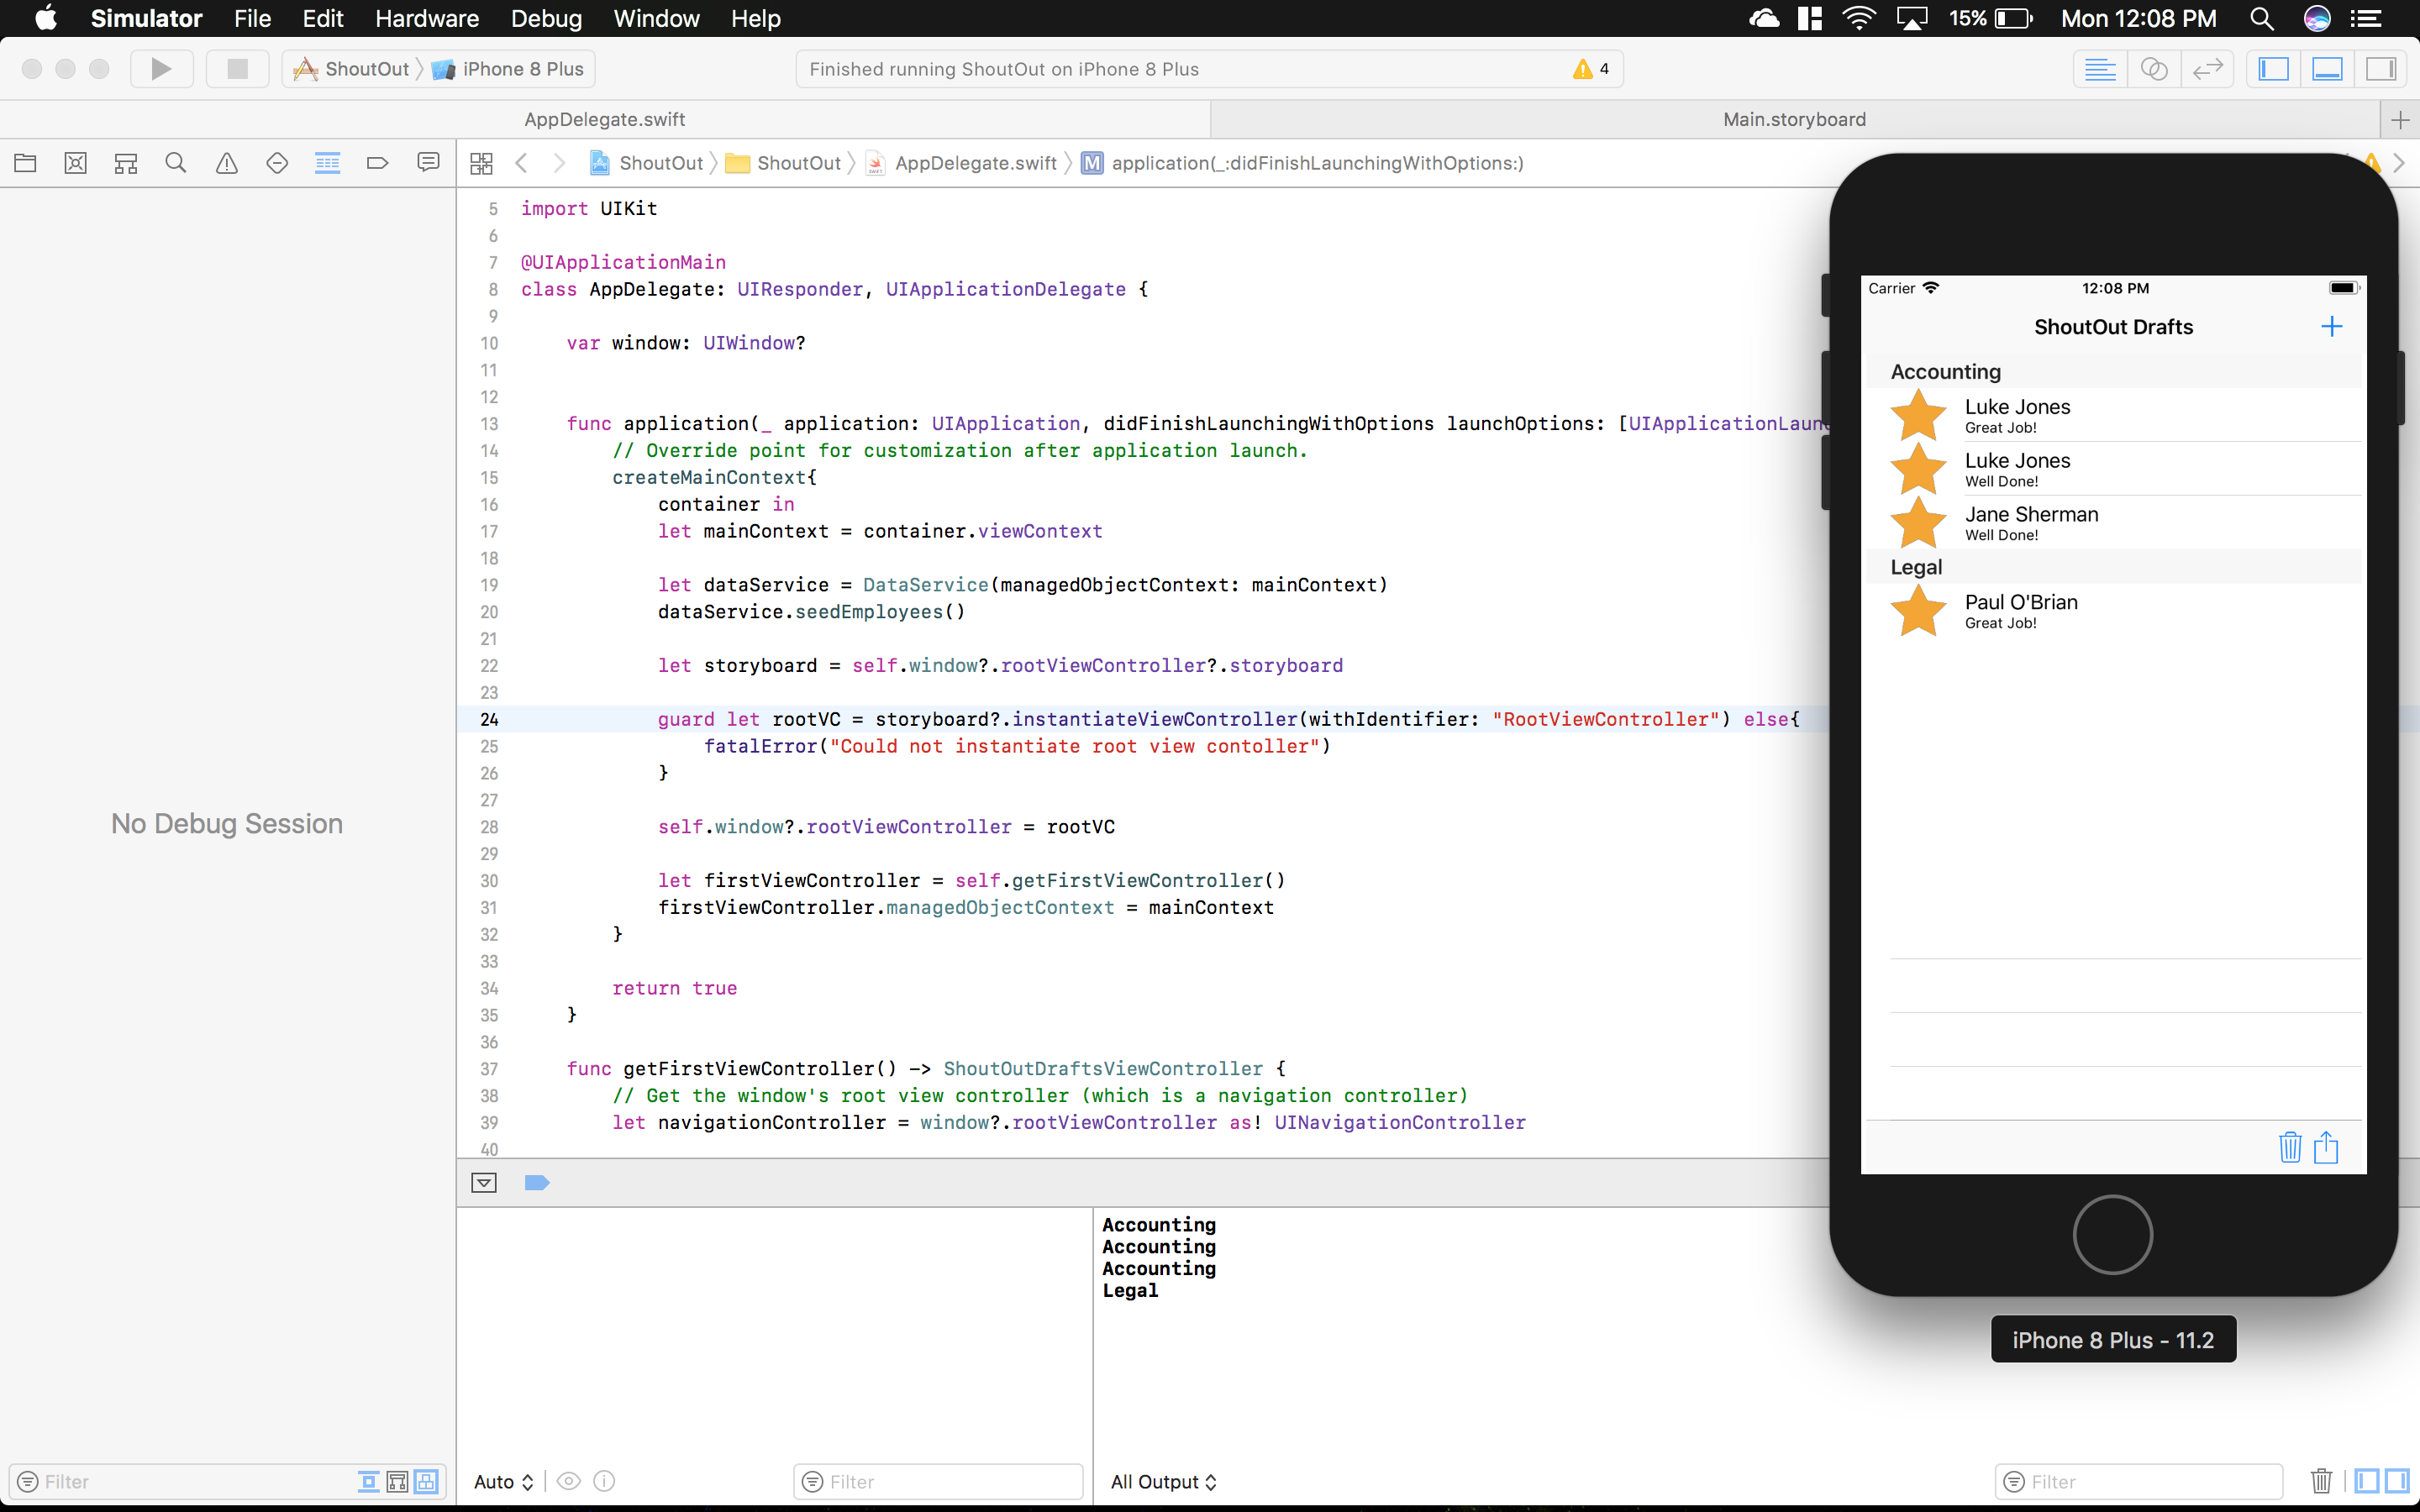 Simulator File Edit Hardware Debug Window Help 15% Mon 12:08 PM
ShoutOut iPhone 8 Plus Finished running ShoutOut on iPhone 8 Plus 4
AppDelegate.swift Main.storyboard
ShoutOut ShoutOut AppDelegate.swift M application(_:didFinishLaunchingWithOptions:)
No Debug Session
5 import UIKit
6
7 @UIApplicationMain
8 class AppDelegate: UIResponder, UIApplicationDelegate {
9
10 var window: UIWindow?
11
12
13 func application(_ application: UIApplication, didFinishLaunchingWithOptions launchOptions: [UIApplicationLaun
14 // Override point for customization after application launch.
15 createMainContext{
16 container in
17 let mainContext = container.viewContext
18
19 let dataService = DataService(managedObjectContext: mainContext)
20 dataService.seedEmployees()
21
22 let storyboard = self.window?.rootViewController?.storyboard
23
24 guard let rootVC = storyboard?.instantiateViewController(withIdentifier: "RootViewController") else{
25 fatalError("Could not instantiate root view contoller")
26 }
27
28 self.window?.rootViewController = rootVC
29
30 let firstViewController = self.getFirstViewController()
31 firstViewController.managedObjectContext = mainContext
32 }
33
34 return true
35 }
36
37 func getFirstViewController() -> ShoutOutDraftsViewController {
38 // Get the window's root view controller (which is a navigation controller)
39 let navigationController = window?.rootViewController as! UINavigationController
40
Carrier 12:08 PM
ShoutOut Drafts
Accounting
Luke Jones
Great Job!
Luke Jones
Well Done!
Jane Sherman
Well Done!
Legal
Paul O'Brian
Great Job!
iPhone 8 Plus - 11.2
Accounting
Accounting
Accounting
Legal
Filter Auto Filter All Output Filter